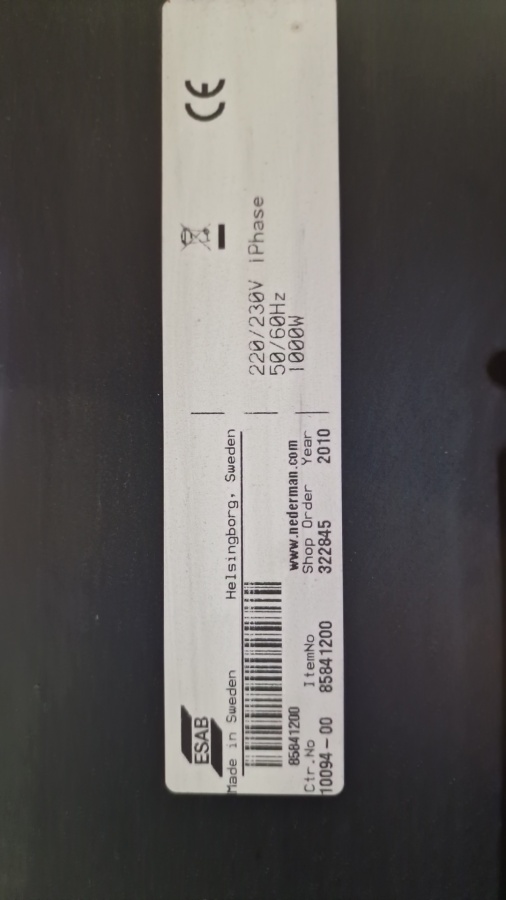 ESAB
Made in Sweden Helsingborg, Sweden
85841200 www.nederman.com
Ctr.No ItemNo Shop Order Year
10094-00 85841200 322845 2010
CE
220/230V 1Phase
50/60Hz
1000W